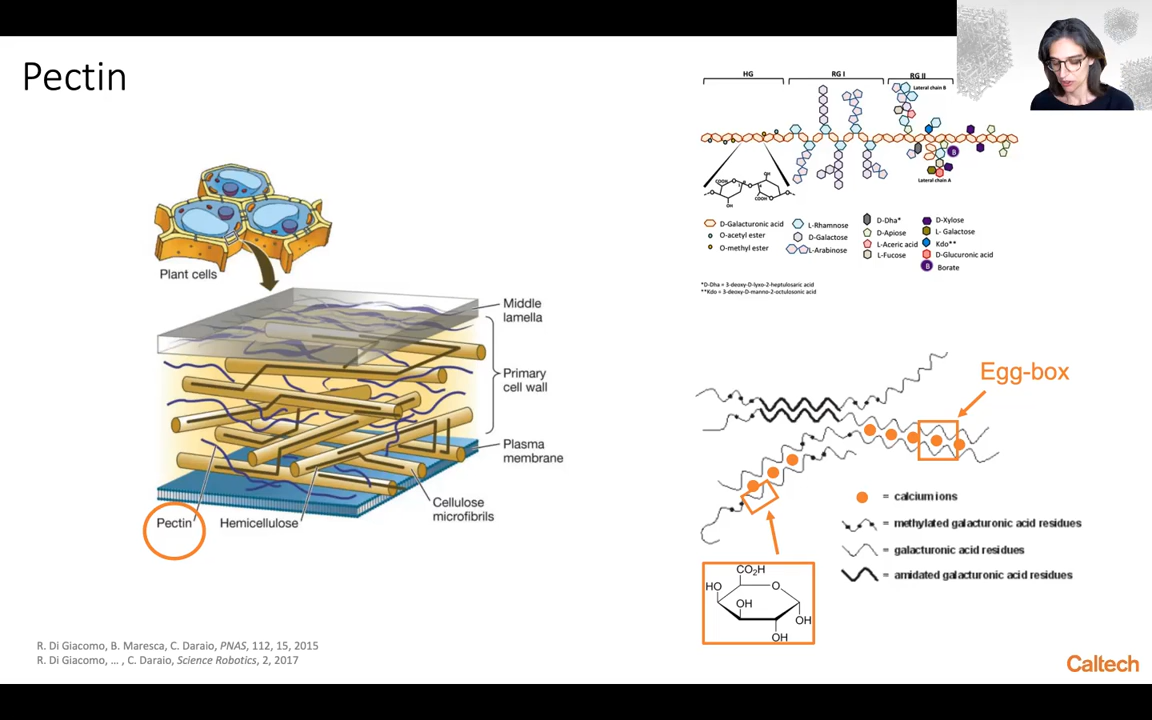 Pectin
Plant cells
Middle
lamella
Primary
cell wall
Plasma
membrane
Cellulose
microfibrils
Pectin
Hemicellulose
HG
RG I
RG II
Lateral chain B
B
Lateral chain A
COOH
OH
OH
COOH
D-Galacturonic acid
O-acetyl ester
O-methyl ester
L-Rhamnose
D-Galactose
L-Arabinose
D-Dha*
D-Apiose
L-Aceric acid
L-Fucose
D-Xylose
L- Galactose
Kdo**
D-Glucuronic acid
B Borate
*D-Dha = 3-deoxy-D-lyxo-2-heptulosaric acid
**Kdo = 3-deoxy-D-manno-2-octulosonic acid
Egg-box
= calcium ions
= methylated galacturonic acid residues
= galacturonic acid residues
= amidated galacturonic acid residues
CO2H
HO
O
OH
OH
OH
R. Di Giacomo, B. Maresca, C. Daraio, PNAS, 112, 15, 2015
R. Di Giacomo, ... , C. Daraio, Science Robotics, 2, 2017
Caltech